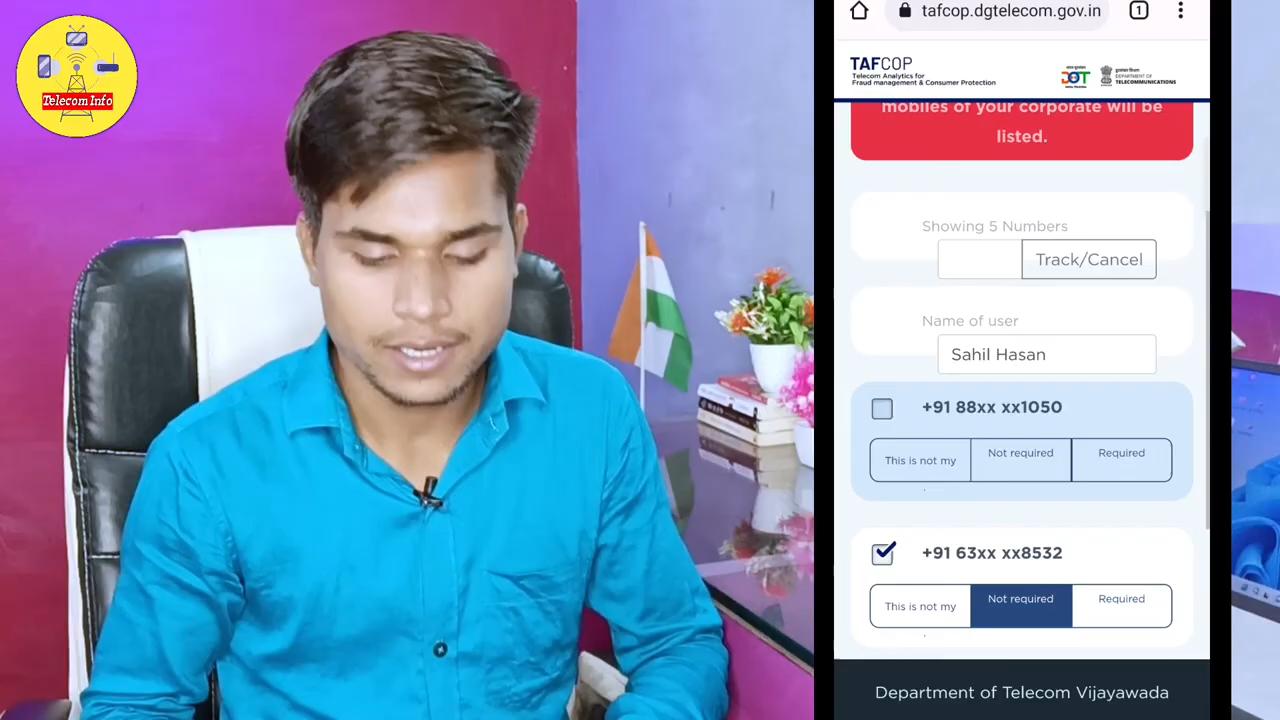 Telecom Info
tafcop.dgtelecom.gov.in
1
TAFCOP
Telecom Analytics for
Fraud management & Consumer Protection
DOT
DEPARTMENT OF
TELECOMMUNICATIONS
mobiles of your corporate will be
listed.
Showing 5 Numbers
Track/Cancel
Name of user
Sahil Hasan
+91 88xx xx1050
This is not my
Not required
Required
+91 63xx xx8532
This is not my
Not required
Required
Department of Telecom Vijayawada